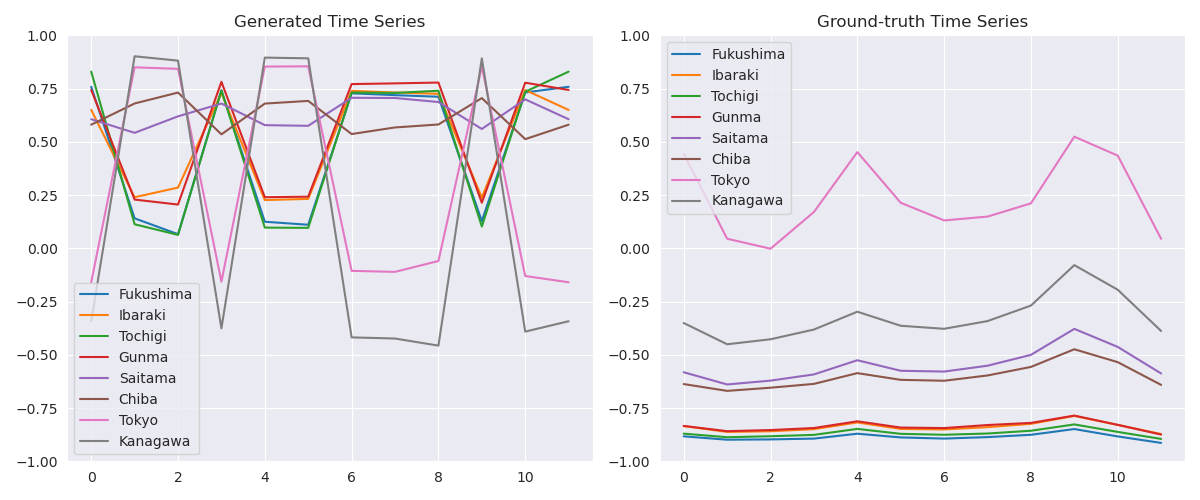 Generated Time Series
1.00
0.75
0.50
0.25
0.00
−0.25
−0.50
−0.75
−1.00
Fukushima
Ibaraki
Tochigi
Gunma
Saitama
Chiba
Tokyo
Kanagawa
0 2 4 6 8 10
Ground-truth Time Series
1.00
0.75
0.50
0.25
0.00
−0.25
−0.50
−0.75
−1.00
Fukushima
Ibaraki
Tochigi
Gunma
Saitama
Chiba
Tokyo
Kanagawa
0 2 4 6 8 10